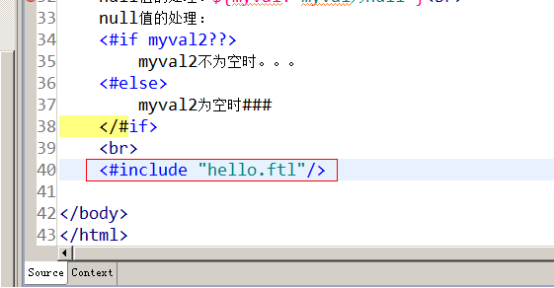 33 null值的处理:
34 <#if myval2??>
35 myval2不为空时。。。
36 <#else>
37 myval2为空时###
38 </#if>
39 <br>
40 <#include "hello.ftl"/>
41
42 </body>
43 </html>
Source Context